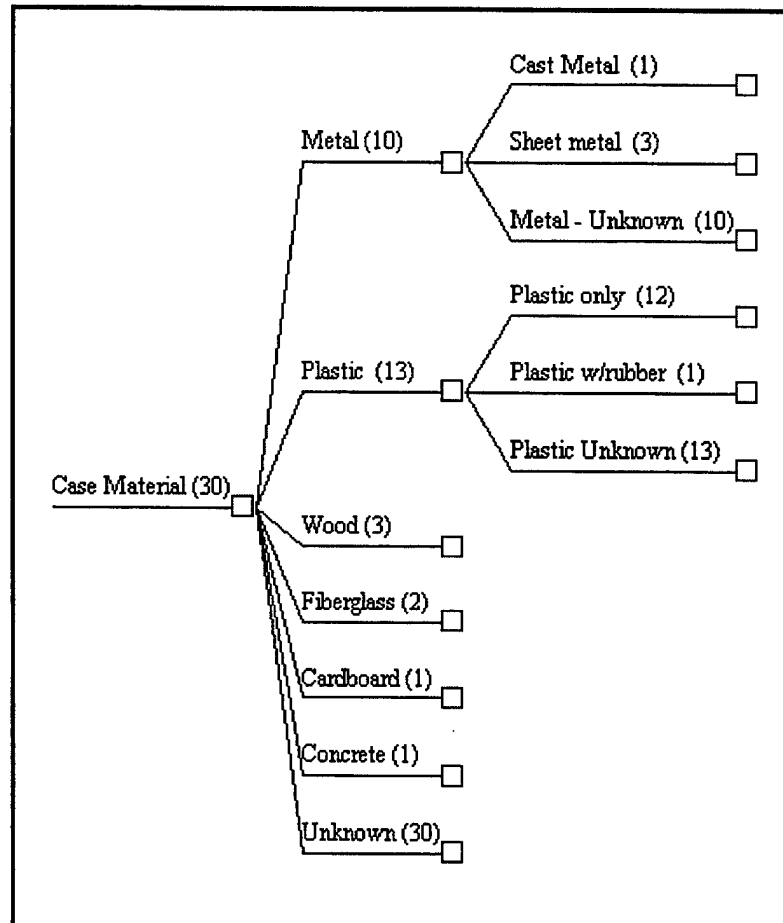 Cast Metal (1)
Metal (10)
Sheet metal (3)
Metal - Unknown (10)
Plastic only (12)
Plastic (13)
Plastic w/rubber (1)
Plastic Unknown (13)
Case Material (30)
Wood (3)
Fiberglass (2)
Cardboard (1)
Concrete (1)
Unknown (30)